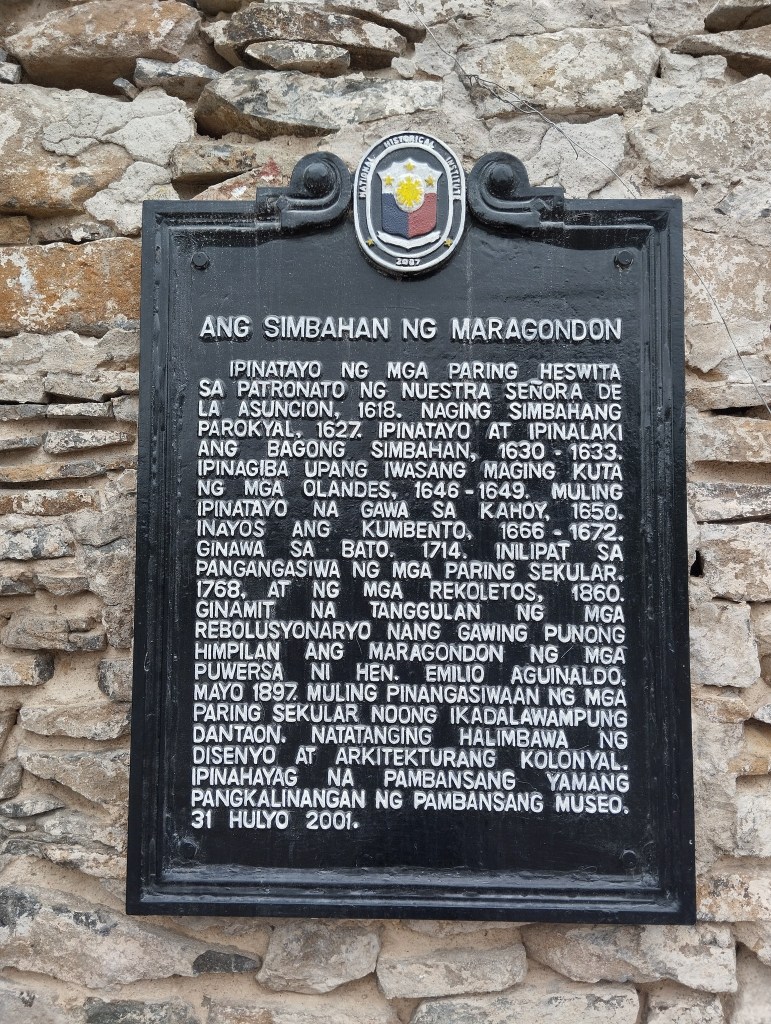 NATIONAL HISTORICAL INSTITUTE
2007
ANG SIMBAHAN NG MARAGONDON
IPINATAYO NG MGA PARING HESWITA
SA PATRONATO NG NUESTRA SEÑORA DE
LA ASUNCION, 1618. NAGING SIMBAHANG
PAROKYAL, 1627. IPINATAYO AT IPINALAKI
ANG BAGONG SIMBAHAN, 1630-1633.
IPINAGIBA UPANG IWASANG MAGING KUTA
NG MGA OLANDES, 1646-1649. MULING
IPINATAYO NA GAWA SA KAHOY, 1650.
INAYOS ANG KUMBENTO, 1666-1672.
GINAWA SA BATO. 1714. INILIPAT SA
PANGANGASIWA NG MGA PARING SEKULAR,
1768, AT NG MGA REKOLETOS, 1860.
GINAMIT NA TANGGULAN NG MGA
REBOLUSYONARYO NANG GAWING PUNONG
HIMPILAN ANG MARAGONDON NG MGA
PUWERSA NI HEN. EMILIO AGUINALDO,
MAYO 1897. MULING PINANGASIWAAN NG MGA
PARING SEKULAR NOONG IKADALAWAMPUNG
DANTAON. NATATANGING HALIMBAWA NG
DISENYO AT ARKITEKTURANG KOLONYAL.
IPINAHAYAG NA PAMBANSANG YAMANG
PANGKALINANGAN NG PAMBANSANG MUSEO,
31 HULYO 2001.